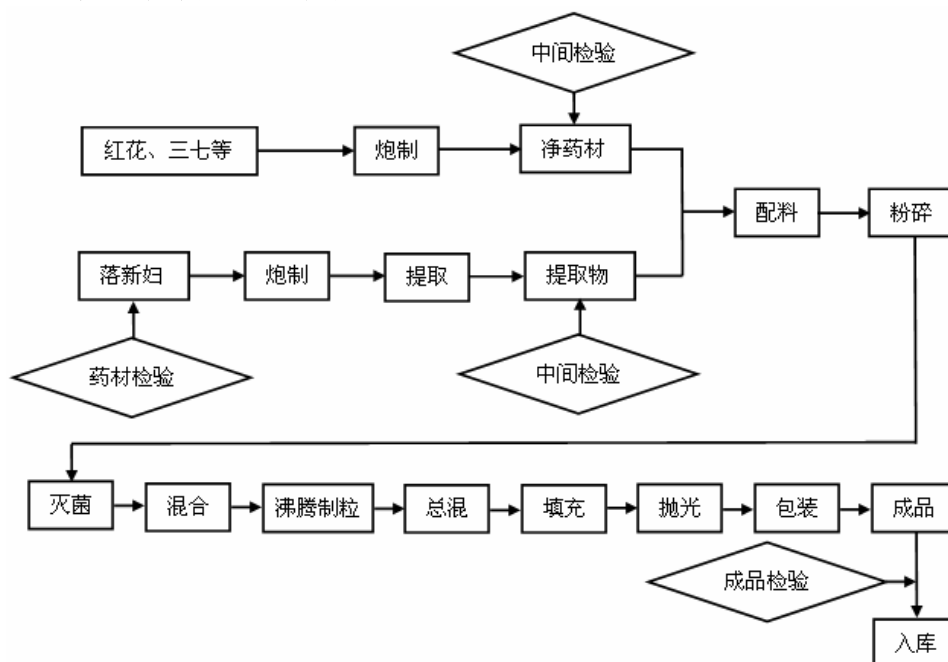 中间检验
红花、三七等
炮制
净药材
配料
粉碎
落新妇
炮制
提取
提取物
药材检验
中间检验
灭菌
混合
沸腾制粒
总混
填充
抛光
包装
成品
成品检验
入库